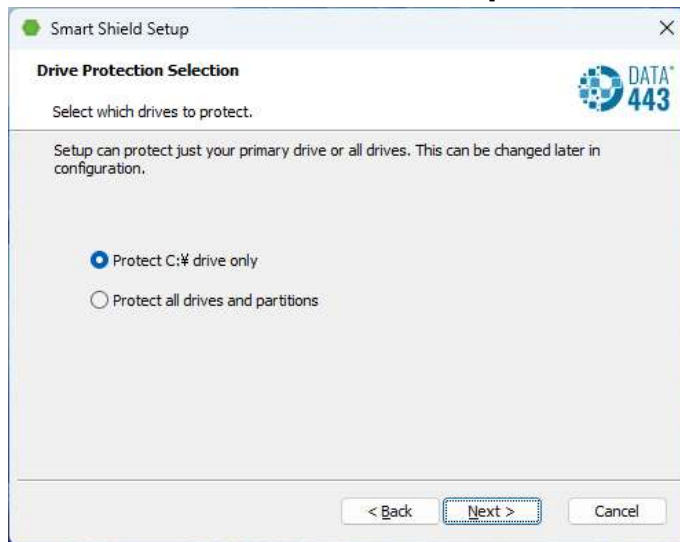 Smart Shield Setup
Drive Protection Selection
Select which drives to protect.
DATA
443
Setup can protect just your primary drive or all drives. This can be changed later in
configuration.
Protect C:¥ drive only
Protect all drives and partitions
< Back Next > Cancel